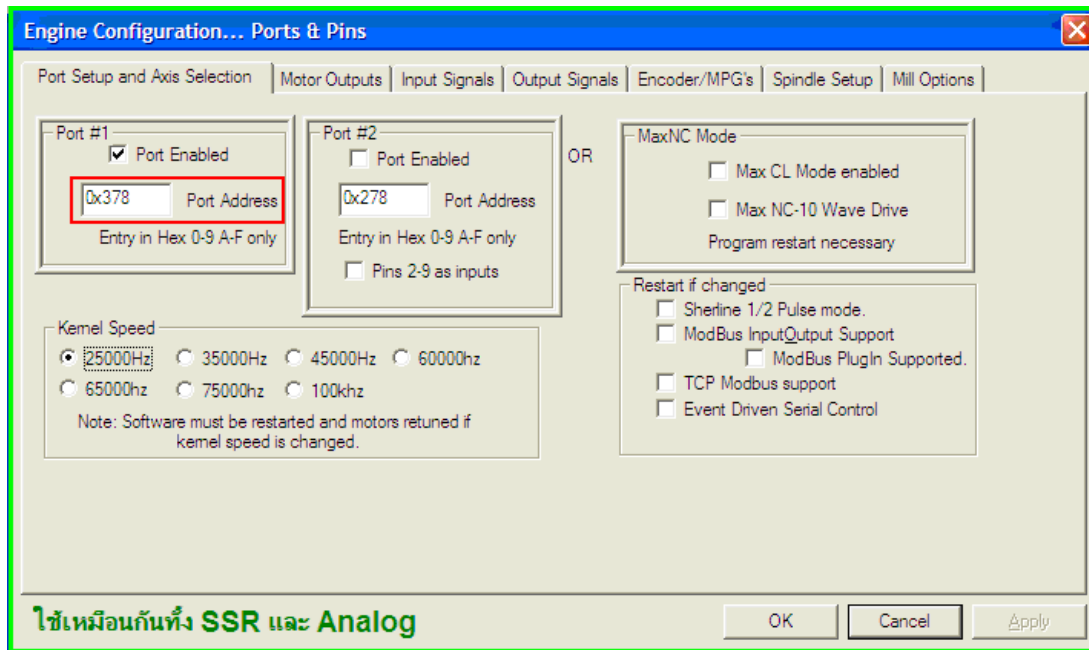 Engine Configuration... Ports & Pins
Port Setup and Axis Selection
Motor Outputs
Input Signals
Output Signals
Encoder/MPG's
Spindle Setup
Mill Options
Port #1
Port Enabled
0x378 Port Address
Entry in Hex 0-9 A-F only
Port #2
Port Enabled
0x278 Port Address
Entry in Hex 0-9 A-F only
Pins 2-9 as inputs
OR
MaxNC Mode
Max CL Mode enabled
Max NC-10 Wave Drive
Program restart necessary
Restart if changed
Sherline 1/2 Pulse mode.
ModBus InputOutput Support
ModBus PlugIn Supported.
TCP Modbus support
Event Driven Serial Control
Kernel Speed
25000Hz 35000Hz 45000Hz 60000hz
65000hz 75000hz 100khz
Note: Software must be restarted and motors retuned if
kernel speed is changed.
ใช้เหมือนกันทั้ง SSR และ Analog
OK
Cancel
Apply